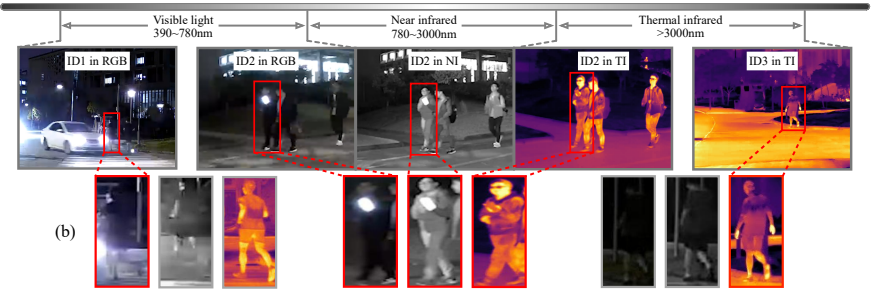 Visible light
390~780nm
Near infrared
780~3000nm
Thermal infrared
>3000nm
ID1 in RGB
ID2 in RGB
ID2 in NI
ID2 in TI
ID3 in TI
(b)